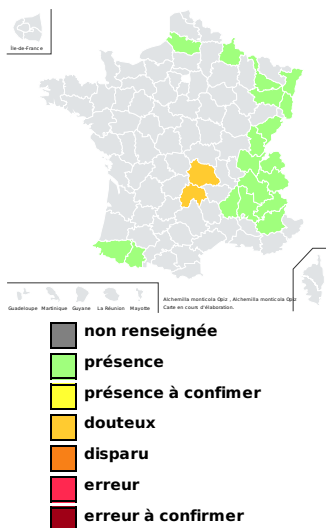 Île-de-France
Guadeloupe Martinique Guyane La Réunion Mayotte
Alchemilla monticola Opiz , Alchemilla monticola Opiz
Carte en cours d'élaboration.
non renseignée
présence
présence à confimer
douteux
disparu
erreur
erreur à confirmer